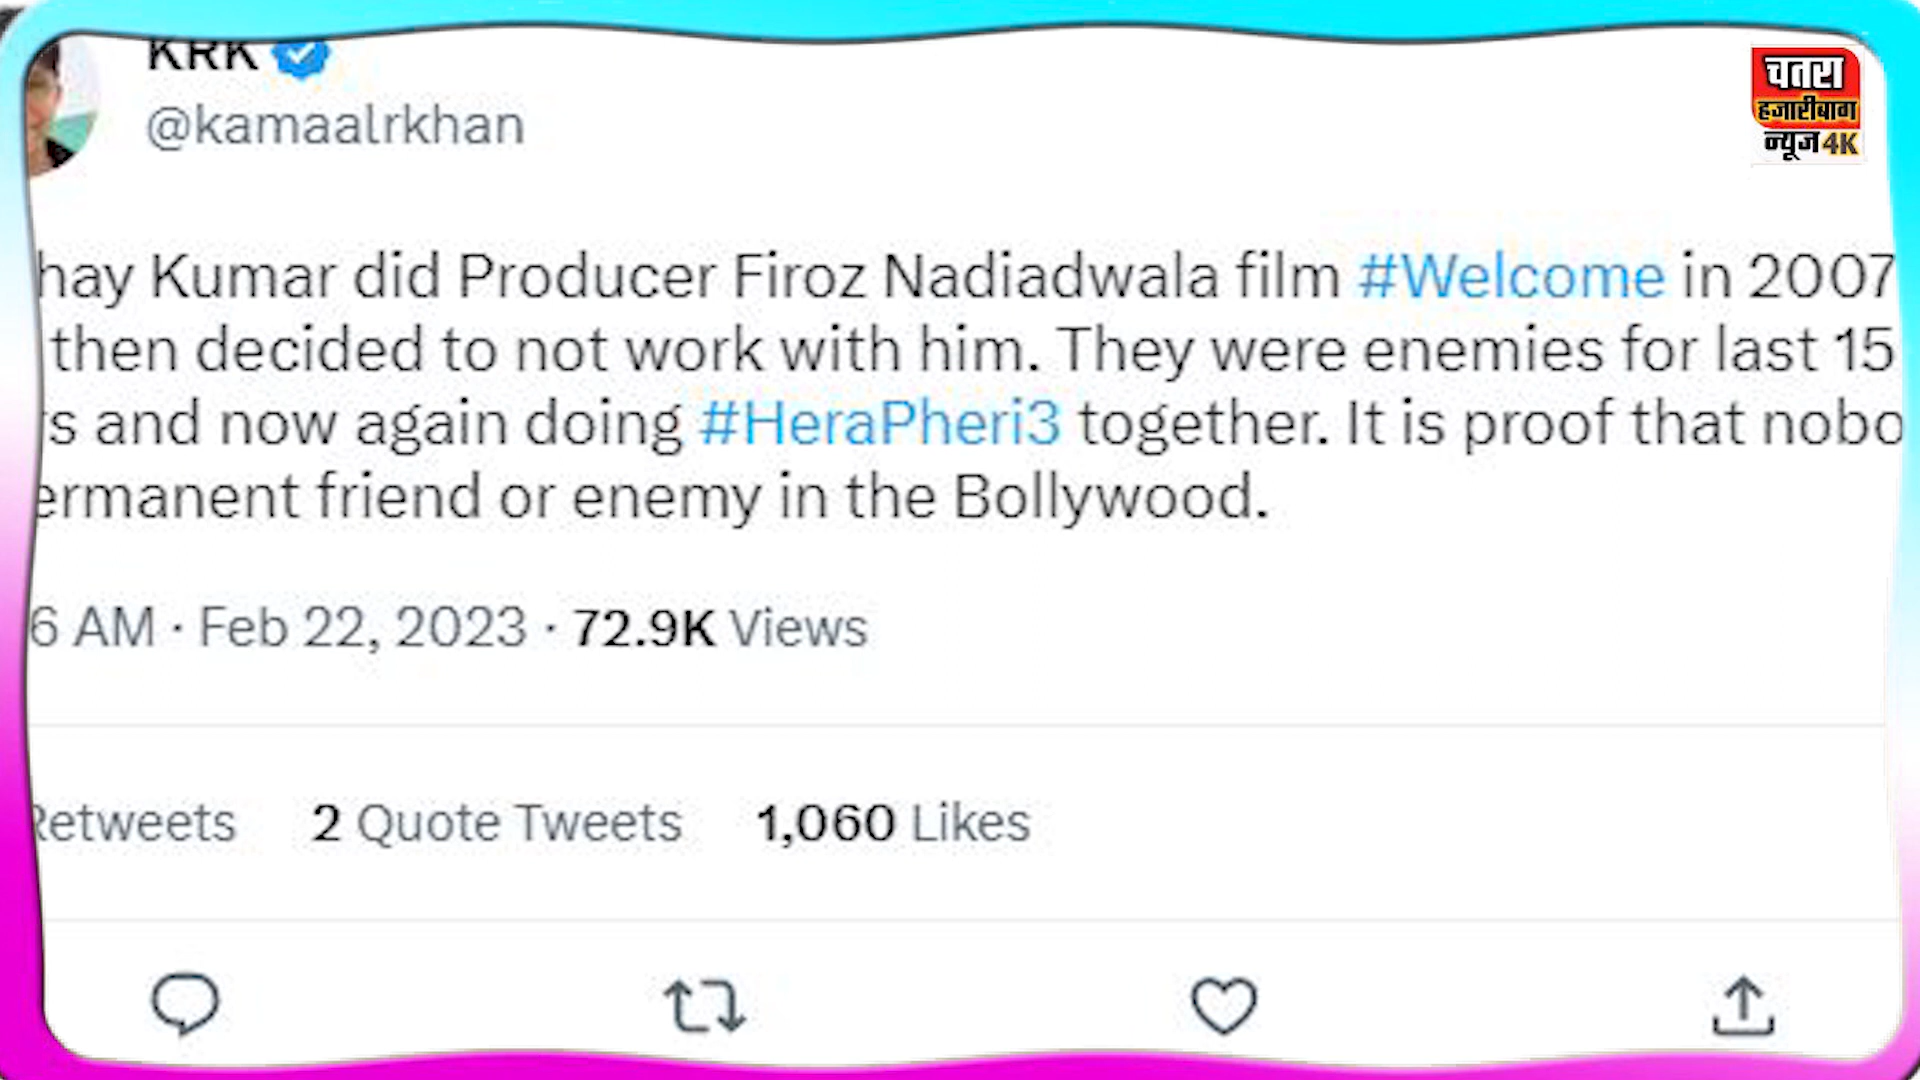 KRK
@kamaalrkhan
चतरा
हजारीबाग
न्यूज 4K
hay Kumar did Producer Firoz Nadiadwala film #Welcome in 2007
then decided to not work with him. They were enemies for last 15
s and now again doing #HeraPheri3 together. It is proof that nobo
ermanent friend or enemy in the Bollywood.
6 AM · Feb 22, 2023 · 72.9K Views
Retweets 2 Quote Tweets 1,060 Likes